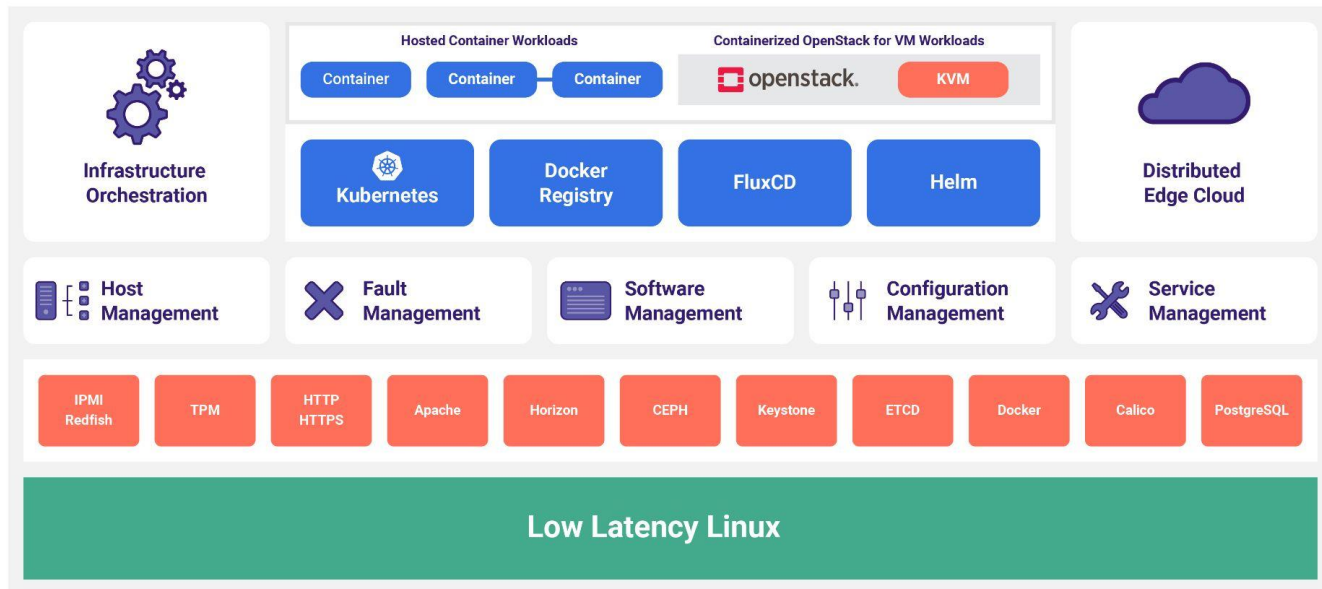 Hosted Container Workloads
Containerized OpenStack for VM Workloads
Container
Container
Container
openstack.
KVM
Infrastructure
Orchestration
Kubernetes
Docker
Registry
FluxCD
Helm
Distributed
Edge Cloud
Host
Management
Fault
Management
Software
Management
Configuration
Management
Service
Management
IPMI
Redfish
TPM
HTTP
HTTPS
Apache
Horizon
CEPH
Keystone
ETCD
Docker
Calico
PostgreSQL
Low Latency Linux